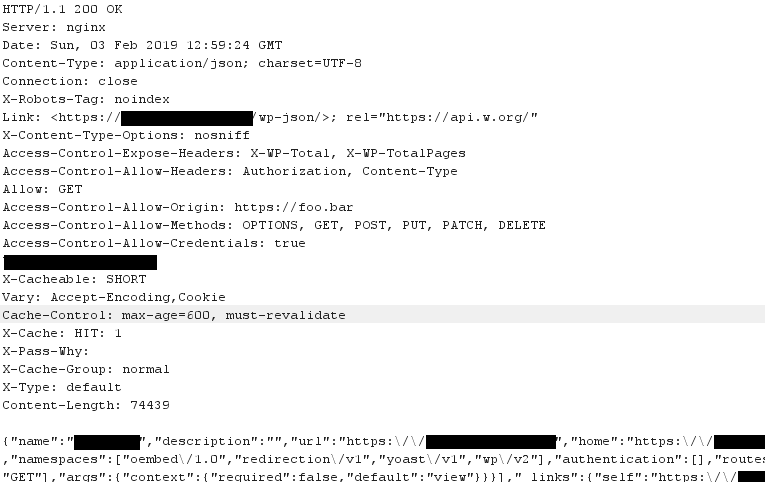 HTTP/1.1 200 OK
Server: nginx
Date: Sun, 03 Feb 2019 12:59:24 GMT
Content-Type: application/json; charset=UTF-8
Connection: close
X-Robots-Tag: noindex
Link: <https:// /wp-json/>; rel="https://api.w.org/"
X-Content-Type-Options: nosniff
Access-Control-Expose-Headers: X-WP-Total, X-WP-TotalPages
Access-Control-Allow-Headers: Authorization, Content-Type
Allow: GET
Access-Control-Allow-Origin: https://foo.bar
Access-Control-Allow-Methods: OPTIONS, GET, POST, PUT, PATCH, DELETE
Access-Control-Allow-Credentials: true
X-Cacheable: SHORT
Vary: Accept-Encoding,Cookie
Cache-Control: max-age=600, must-revalidate
X-Cache: HIT: 1
X-Pass-Why:
X-Cache-Group: normal
X-Type: default
Content-Length: 74439
{"name":" ","description":"","url":"https:\/\/ ","home":"https:\/\/
,"namespaces":["oembed\/1.0","redirection\/v1","yoast\/v1","wp\/v2"],"authentication":[],"routes
"GET"],"args":{"context":{"required":false,"default":"view"}}}],"_links":{"self":"https:\/\/